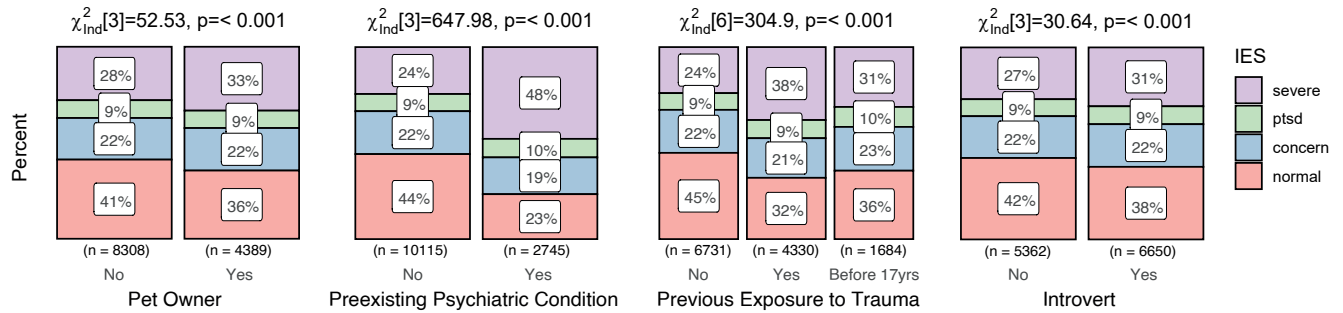 χ²Ind[3]=52.53, p=< 0.001
χ²Ind[3]=647.98, p=< 0.001
χ²Ind[6]=304.9, p=< 0.001
χ²Ind[3]=30.64, p=< 0.001
Percent
28%
9%
22%
41%
33%
9%
22%
36%
24%
9%
22%
44%
48%
10%
19%
23%
24%
9%
22%
45%
38%
9%
21%
32%
31%
10%
23%
36%
27%
9%
22%
42%
31%
9%
22%
38%
IES
severe
ptsd
concern
normal
(n = 8308) (n = 4389)
No Yes
Pet Owner
(n = 10115) (n = 2745)
No Yes
Preexisting Psychiatric Condition
(n = 6731) (n = 4330) (n = 1684)
No Yes Before 17yrs
Previous Exposure to Trauma
(n = 5362) (n = 6650)
No Yes
Introvert